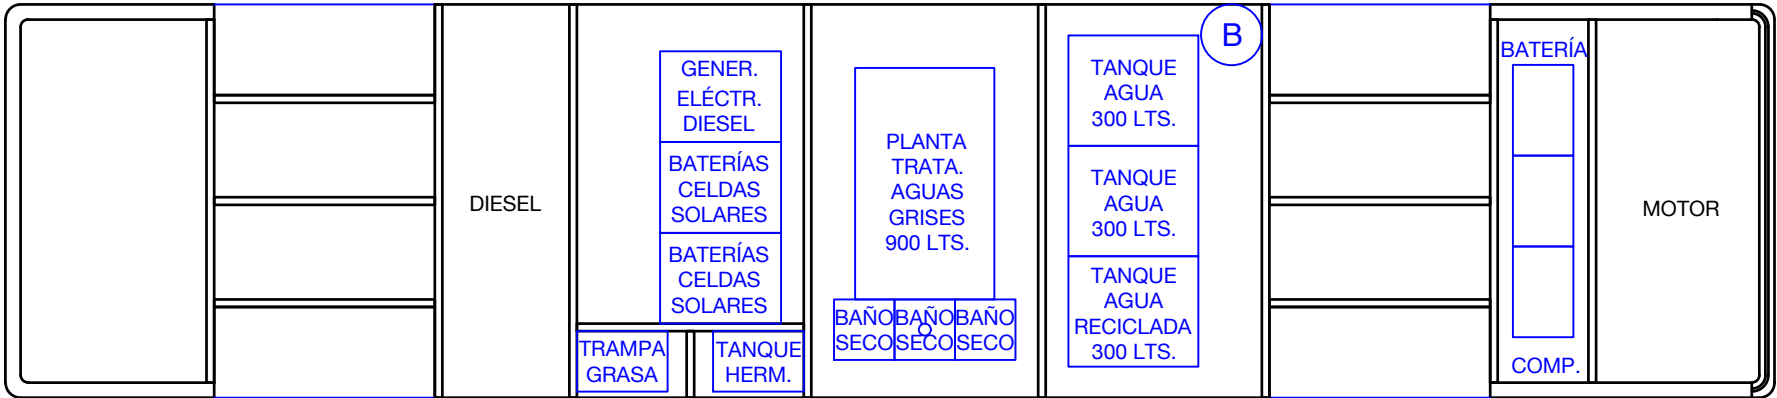 DIESEL
GENER.
ELÉCTR.
DIESEL
BATERÍAS
CELDAS
SOLARES
BATERÍAS
CELDAS
SOLARES
TRAMPA
GRASA
TANQUE
HERM.
PLANTA
TRATA.
AGUAS
GRISES
900 LTS.
BAÑO
SECO
BAÑO
SECO
BAÑO
SECO
TANQUE
AGUA
300 LTS.
TANQUE
AGUA
300 LTS.
TANQUE
AGUA
RECICLADA
300 LTS.
B
BATERÍA
COMP.
MOTOR